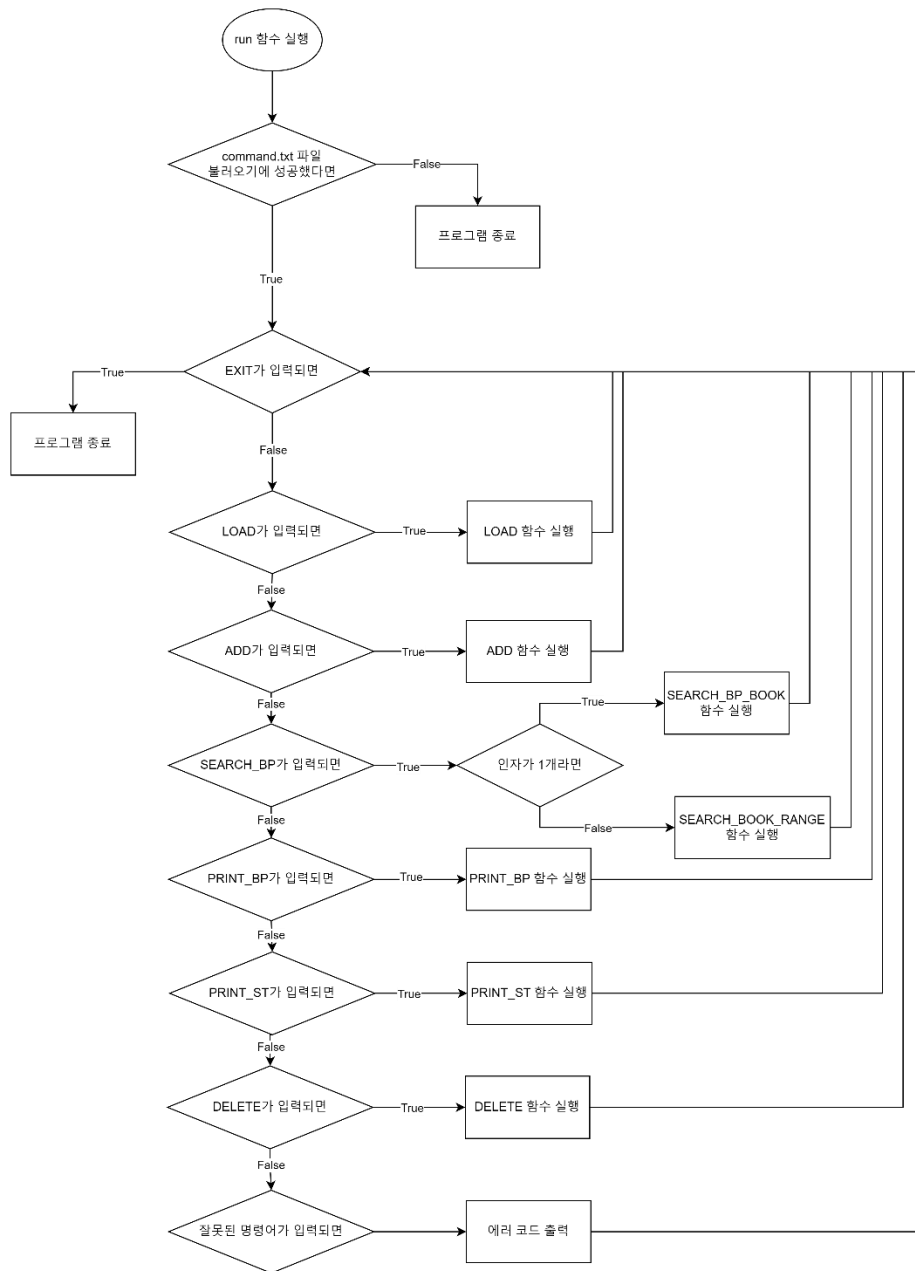 run 함수 실행
command.txt 파일
불러오기에 성공했다면
False
프로그램 종료
True
EXIT가 입력되면
True
프로그램 종료
False
LOAD가 입력되면
True
LOAD 함수 실행
False
ADD가 입력되면
True
ADD 함수 실행
False
SEARCH_BP가 입력되면
True
인자가 1개라면
True
SEARCH_BP_BOOK
함수 실행
False
SEARCH_BOOK_RANGE
함수 실행
False
PRINT_BP가 입력되면
True
PRINT_BP 함수 실행
False
PRINT_ST가 입력되면
True
PRINT_ST 함수 실행
False
DELETE가 입력되면
True
DELETE 함수 실행
False
잘못된 명령어가 입력되면
에러 코드 출력